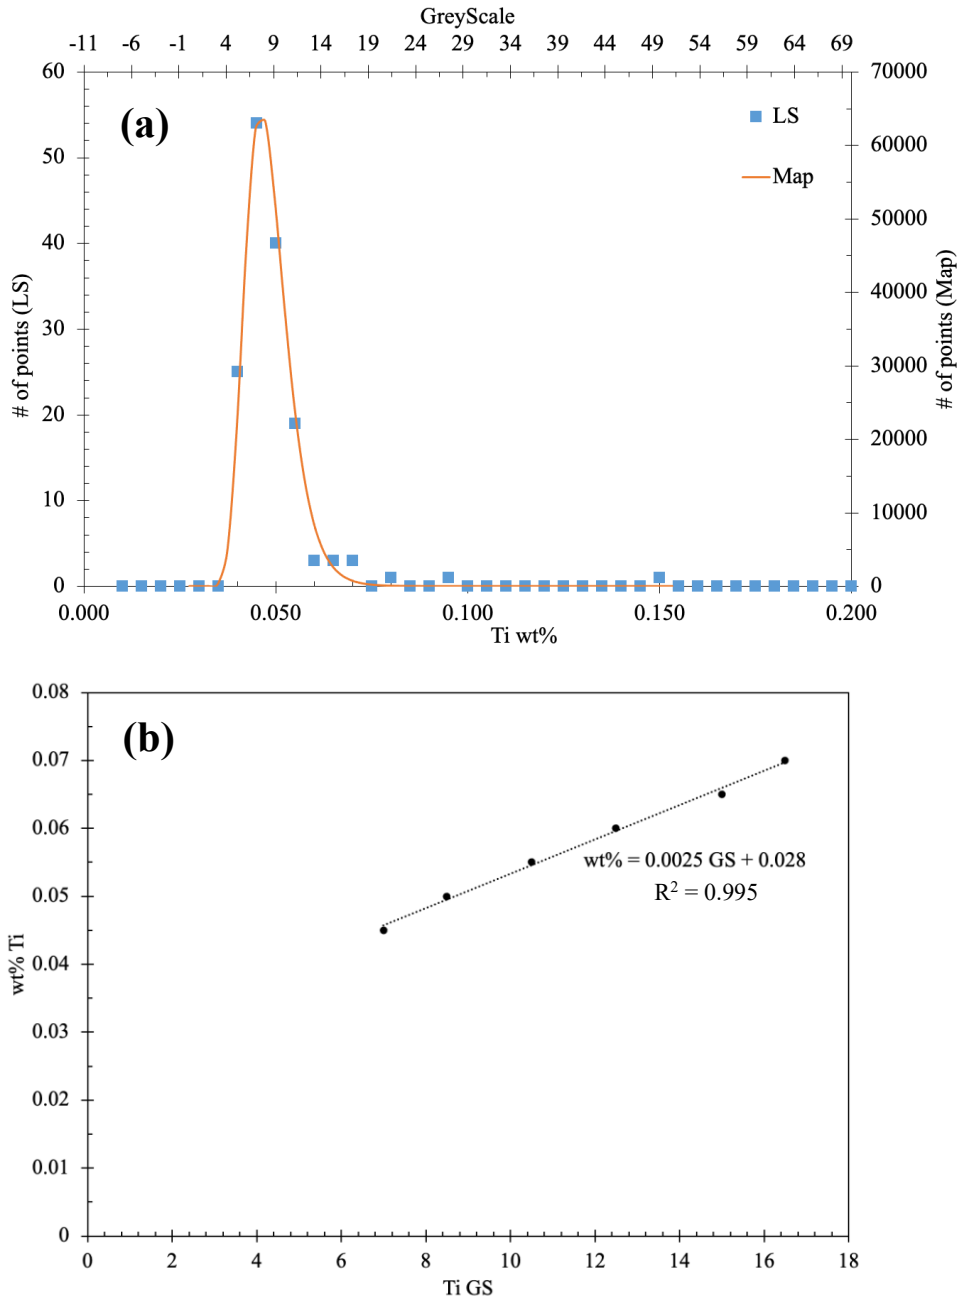 GreyScale
-11 -6 -1 4 9 14 19 24 29 34 39 44 49 54 59 64 69
60 70000
(a)
LS
60000
50
Map
50000
40
40000
# of points (LS)
# of points (Map)
30
30000
20
20000
10
10000
0 0
0.000 0.050 0.100 0.150 0.200
Ti wt%
0.08
(b)
0.07
0.06
wt% = 0.0025 GS + 0.028
R² = 0.995
0.05
wt% Ti
0.04
0.03
0.02
0.01
0
0 2 4 6 8 10 12 14 16 18
Ti GS